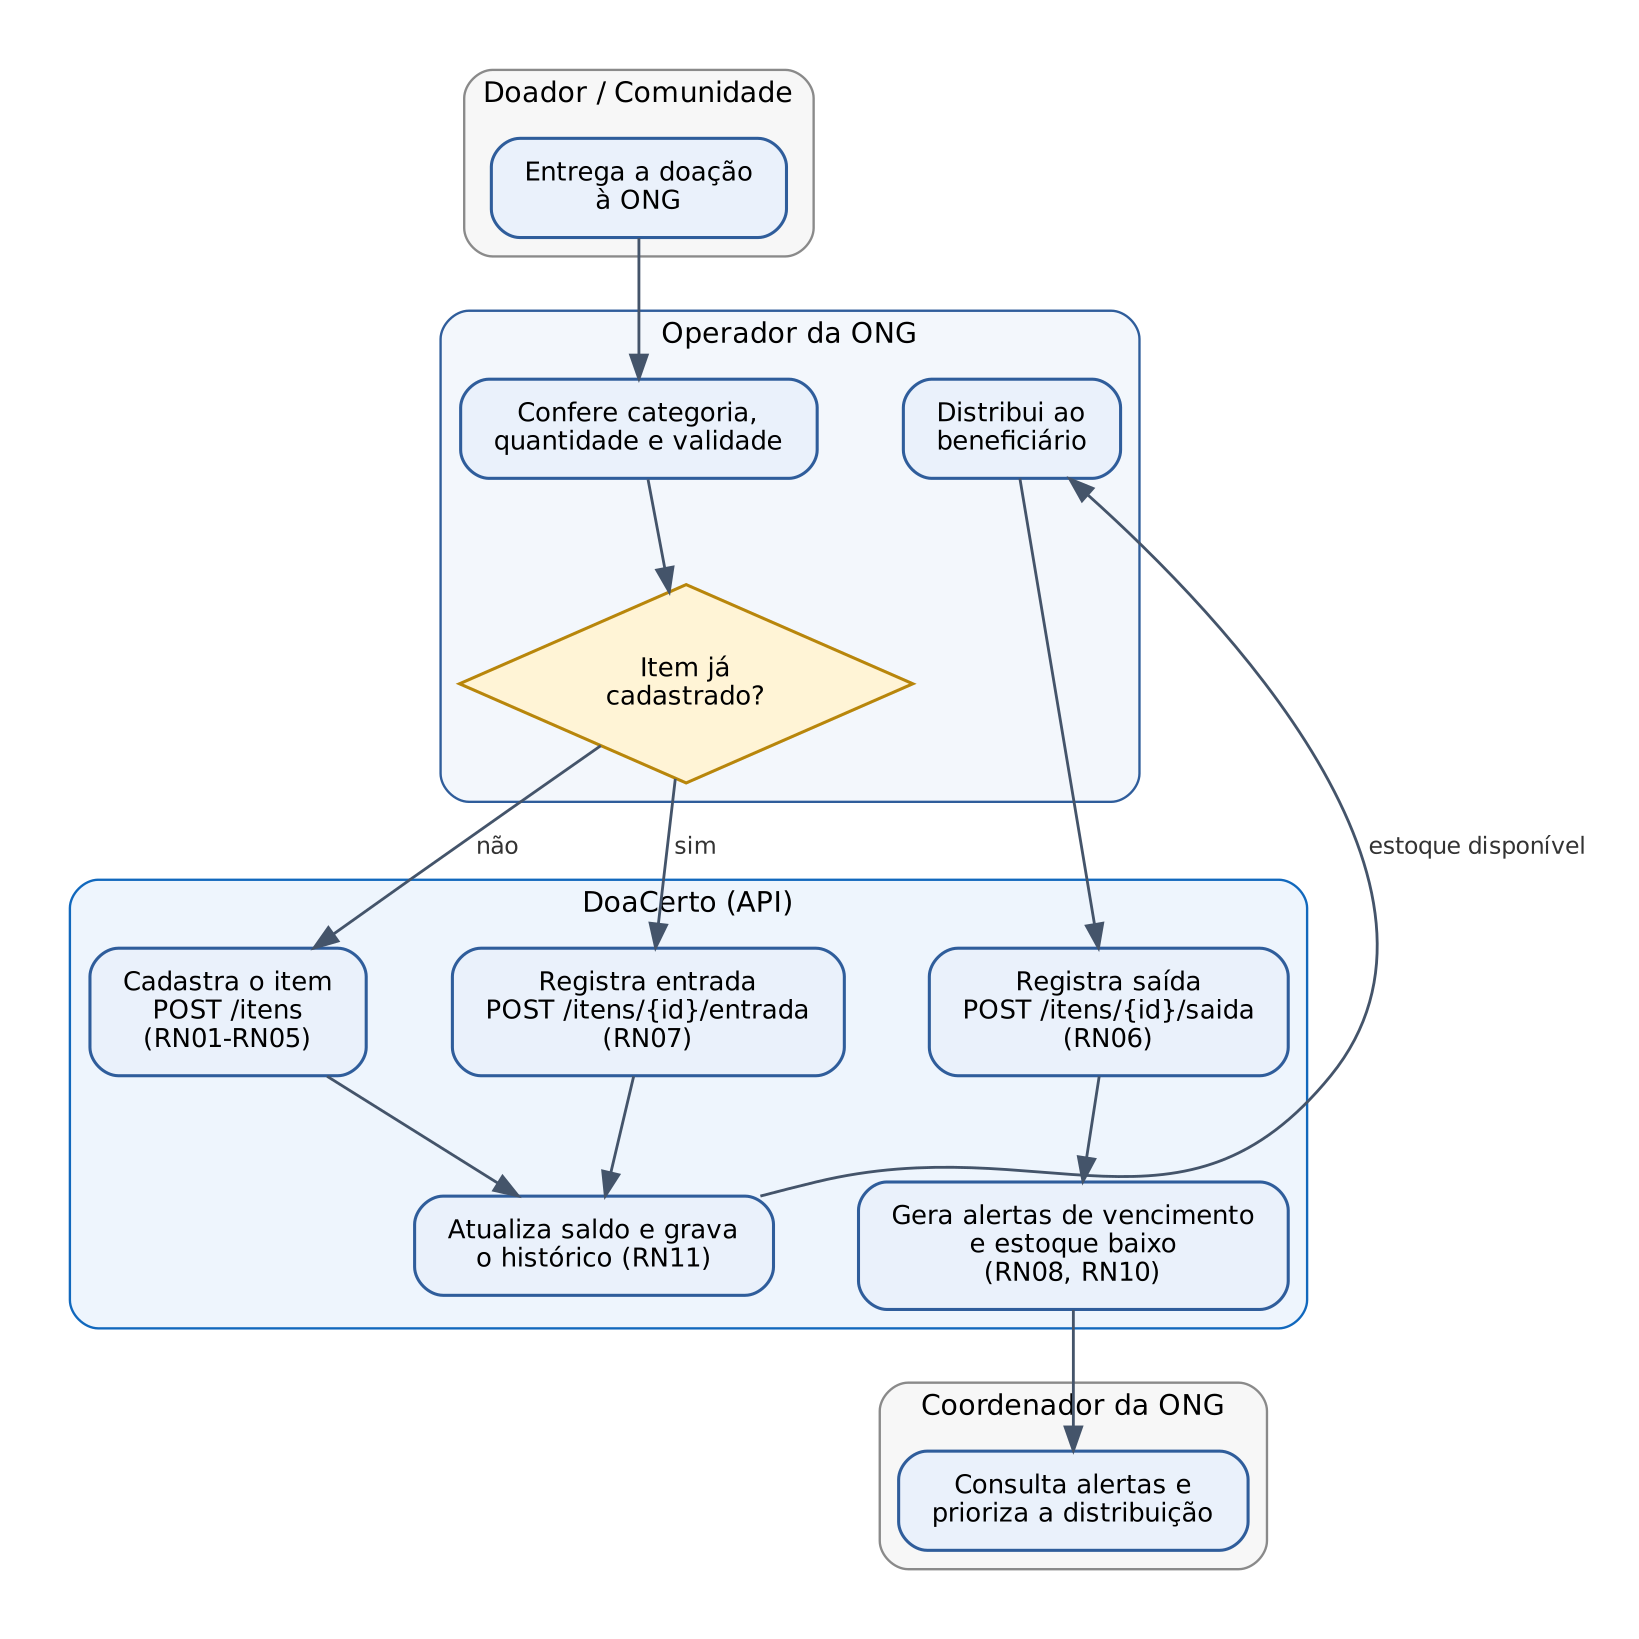 Doador / Comunidade
Entrega a doação
à ONG
Operador da ONG
Confere categoria,
quantidade e validade
Distribui ao
beneficiário
Item já
cadastrado?
não
sim
estoque disponível
DoaCerto (API)
Cadastra o item
POST /itens
(RN01-RN05)
Registra entrada
POST /itens/{id}/entrada
(RN07)
Registra saída
POST /itens/{id}/saida
(RN06)
Atualiza saldo e grava
o histórico (RN11)
Gera alertas de vencimento
e estoque baixo
(RN08, RN10)
Coordenador da ONG
Consulta alertas e
prioriza a distribuição